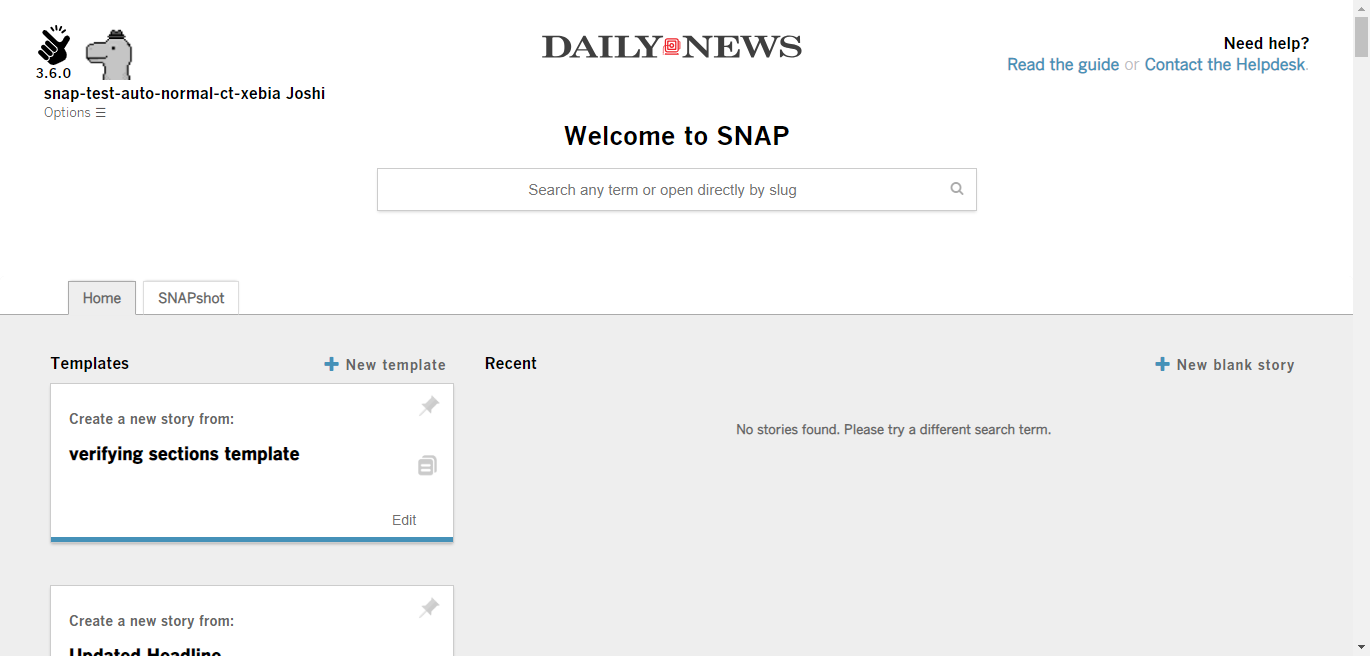 3.6.0
snap-test-auto-normal-ct-xebia Joshi
Options ☰
DAILY NEWS
Need help?
Read the guide or Contact the Helpdesk.
Welcome to SNAP
Search any term or open directly by slug
Home
SNAPshot
Templates
New template
Create a new story from:
verifying sections template
Edit
Create a new story from:
Updated Headline
Recent
New blank story
No stories found. Please try a different search term.